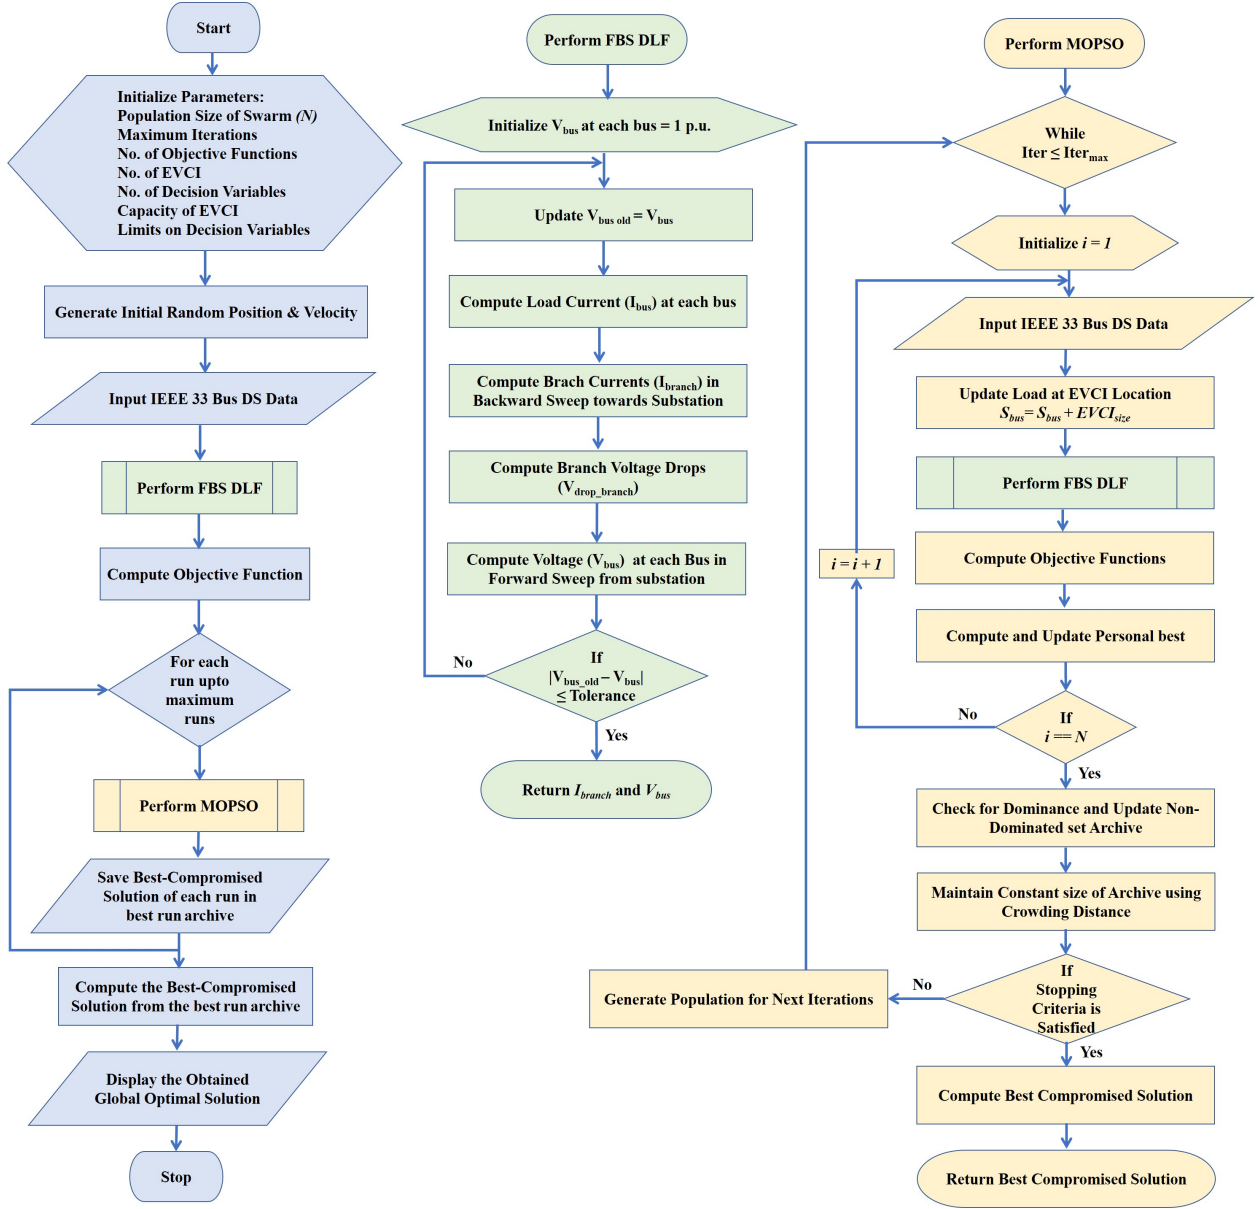 Start
Initialize Parameters:
Population Size of Swarm (N)
Maximum Iterations
No. of Objective Functions
No. of EVCI
No. of Decision Variables
Capacity of EVCI
Limits on Decision Variables
Generate Initial Random Position & Velocity
Input IEEE 33 Bus DS Data
Perform FBS DLF
Compute Objective Function
For each
run upto
maximum
runs
Perform MOPSO
Save Best-Compromised
Solution of each run in
best run archive
Compute the Best-Compromised
Solution from the best run archive
Display the Obtained
Global Optimal Solution
Stop
Perform FBS DLF
Initialize Vbus at each bus = 1 p.u.
Update Vbus old = Vbus
Compute Load Current (Ibus) at each bus
Compute Brach Currents (Ibranch) in
Backward Sweep towards Substation
Compute Branch Voltage Drops
(Vdrop_branch)
Compute Voltage (Vbus) at each Bus in
Forward Sweep from substation
If
|Vbus_old – Vbus|
≤ Tolerance
No
Yes
Return Ibranch and Vbus
Perform MOPSO
While
Iter ≤ Itermax
Initialize i = 1
Input IEEE 33 Bus DS Data
Update Load at EVCI Location
Sbus = Sbus + EVCIsize
Perform FBS DLF
Compute Objective Functions
i = i + 1
Compute and Update Personal best
If
i == N
No
Yes
Check for Dominance and Update Non-
Dominated set Archive
Maintain Constant size of Archive using
Crowding Distance
If
Stopping
Criteria is
Satisfied
No
Generate Population for Next Iterations
Yes
Compute Best Compromised Solution
Return Best Compromised Solution